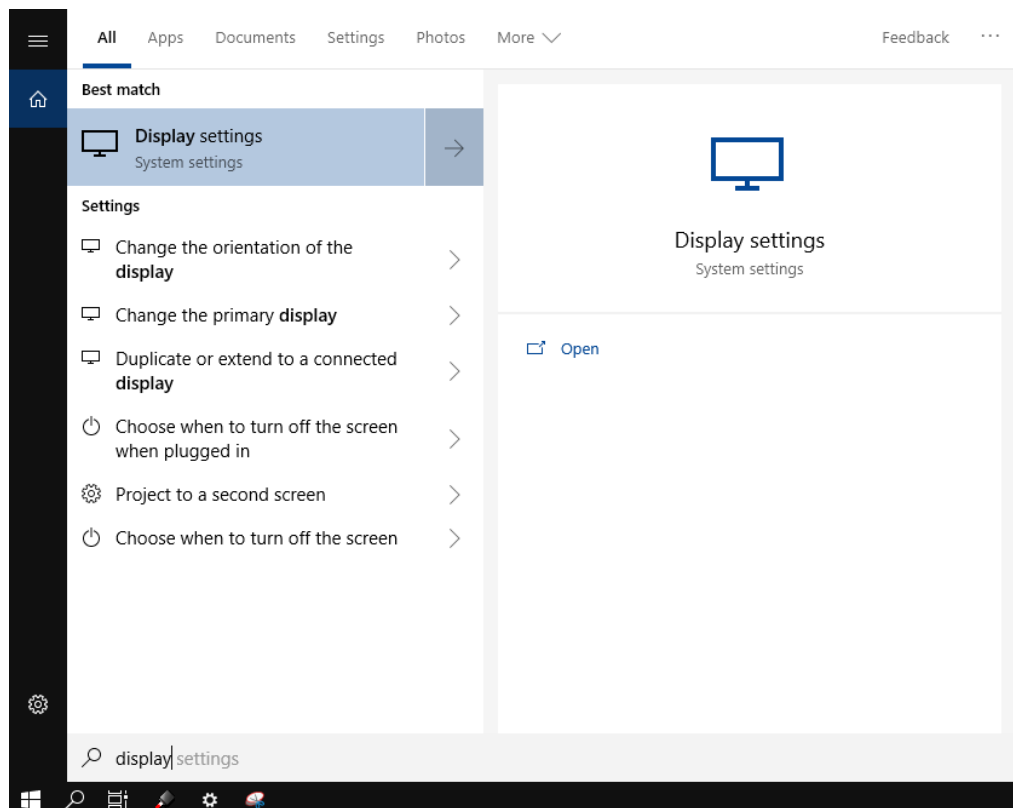 All Apps Documents Settings Photos More Feedback ...
Best match
Display settings
System settings
Settings
Change the orientation of the
display
Change the primary display
Duplicate or extend to a connected
display
Choose when to turn off the screen
when plugged in
Project to a second screen
Choose when to turn off the screen
Display settings
System settings
Open
display settings